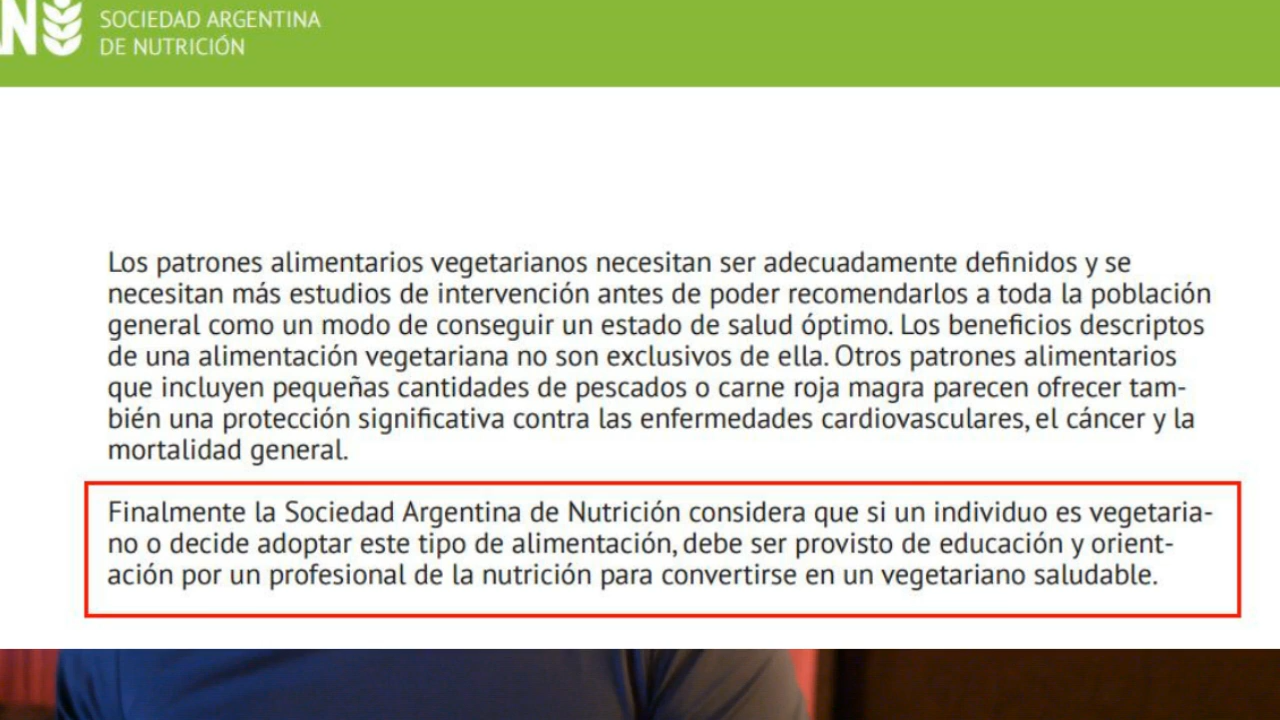 SOCIEDAD ARGENTINA
DE NUTRICIÓN
Los patrones alimentarios vegetarianos necesitan ser adecuadamente definidos y se
necesitan más estudios de intervención antes de poder recomendarlos a toda la población
general como un modo de conseguir un estado de salud óptimo. Los beneficios descriptos
de una alimentación vegetariana no son exclusivos de ella. Otros patrones alimentarios
que incluyen pequeñas cantidades de pescados o carne roja magra parecen ofrecer tam-
bién una protección significativa contra las enfermedades cardiovasculares, el cáncer y la
mortalidad general.
Finalmente la Sociedad Argentina de Nutrición considera que si un individuo es vegetaria-
no o decide adoptar este tipo de alimentación, debe ser provisto de educación y orient-
ación por un profesional de la nutrición para convertirse en un vegetariano saludable.